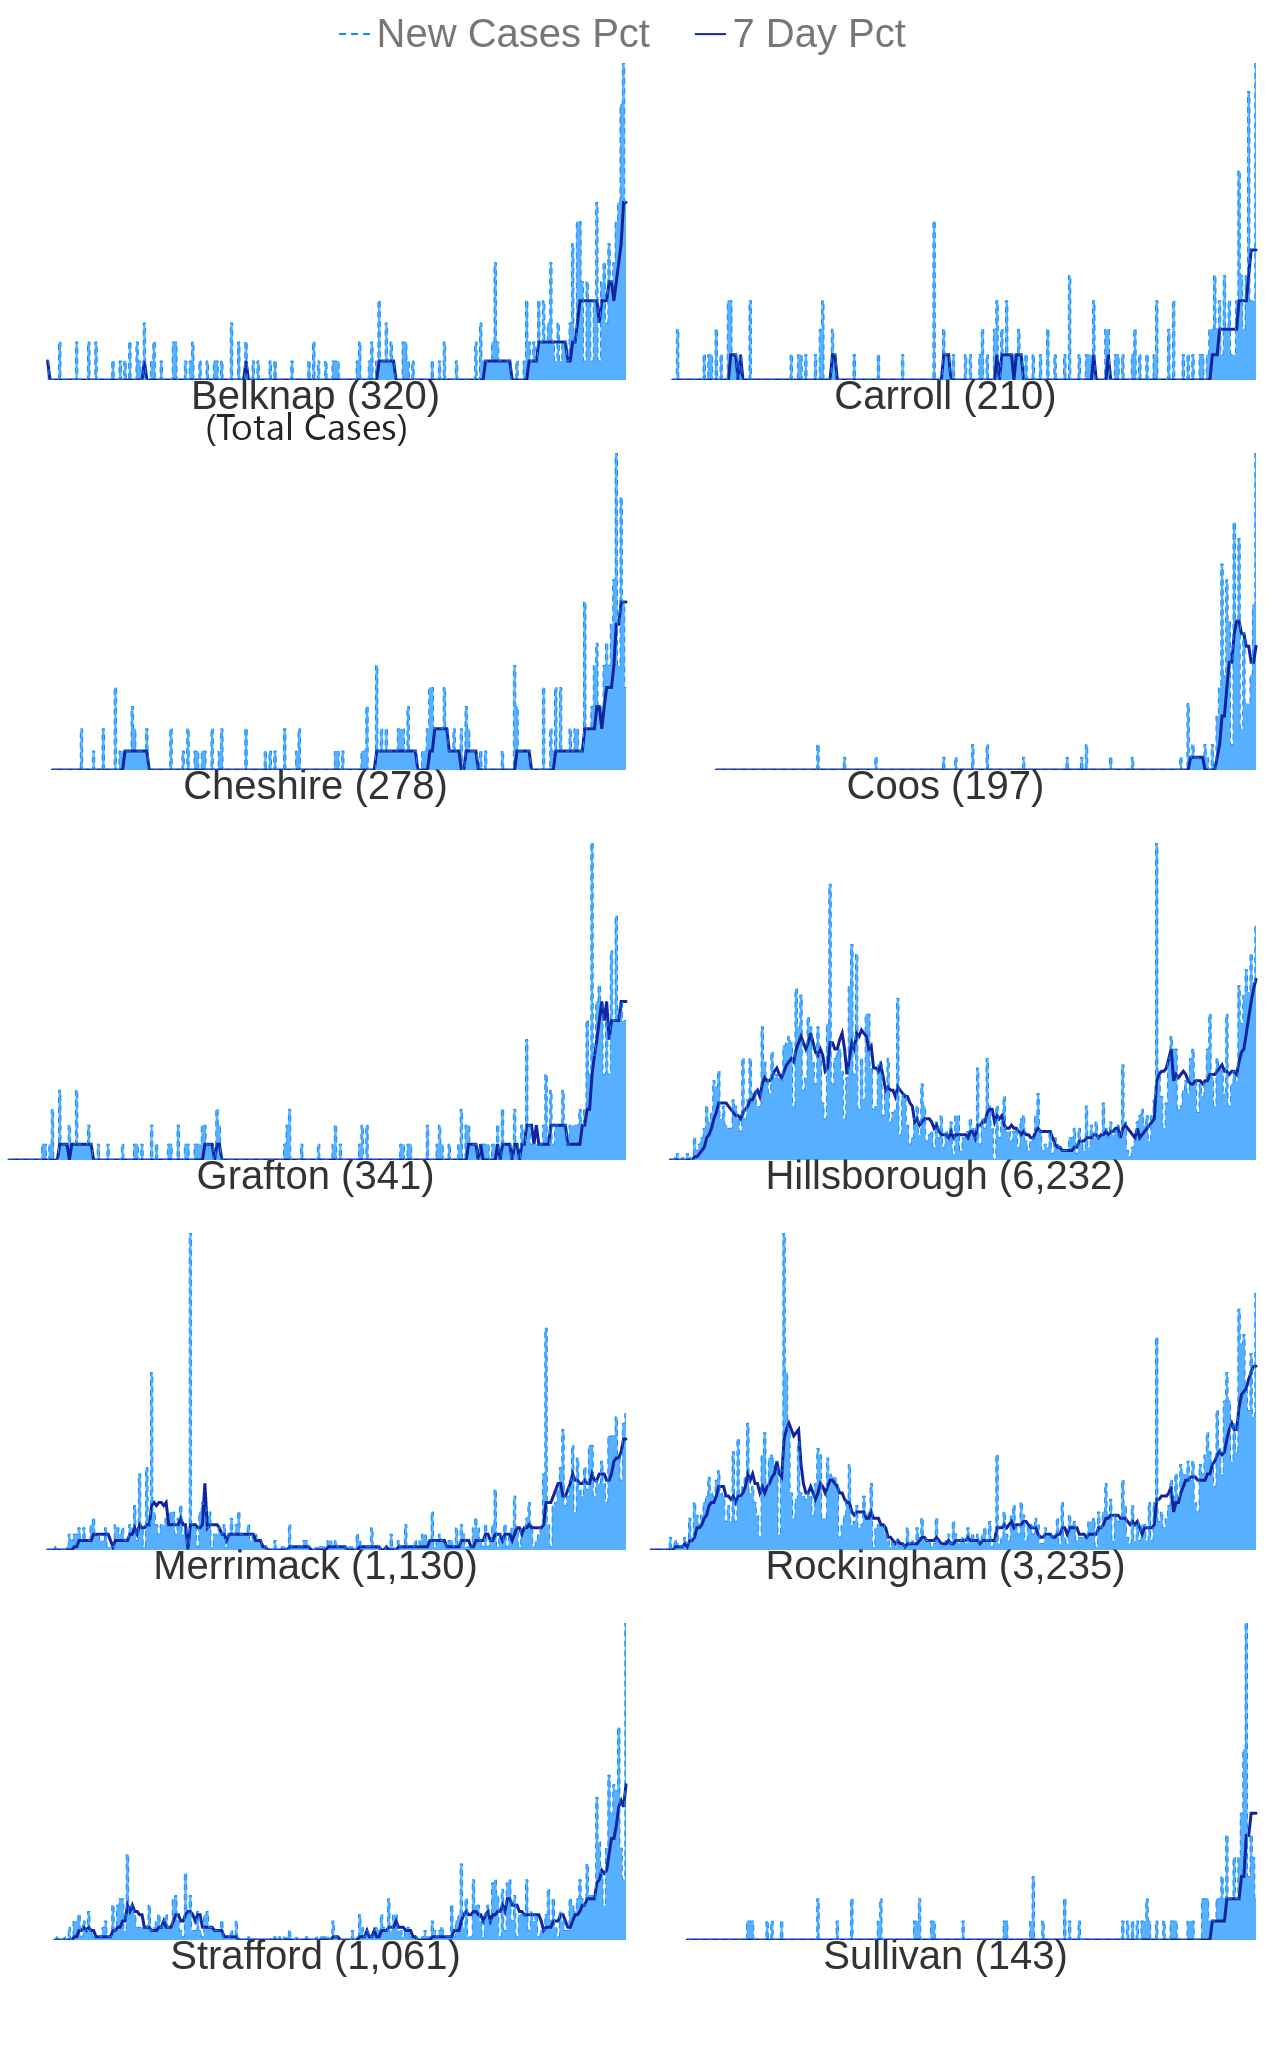 New Cases Pct 7 Day Pct
Belknap (320) Carroll (210)
(Total Cases)
Cheshire (278) Coos (197)
Grafton (341) Hillsborough (6,232)
Merrimack (1,130) Rockingham (3,235)
Strafford (1,061) Sullivan (143)